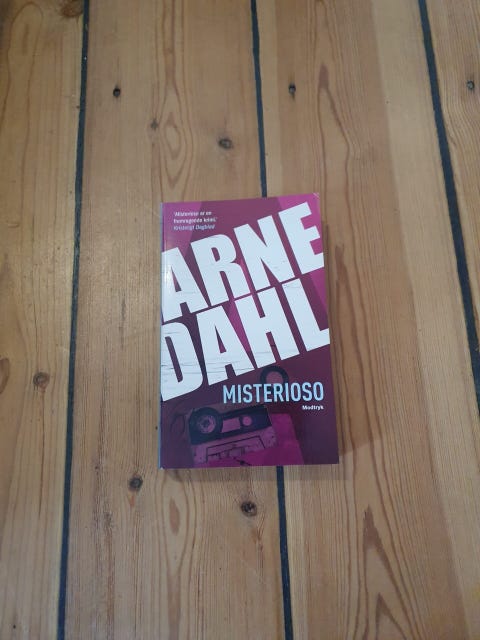 'Misterioso er en
fremragende krimi.'
Kristeligt Dagblad
ARNE
DAHL
MISTERIOSO
Modtryk